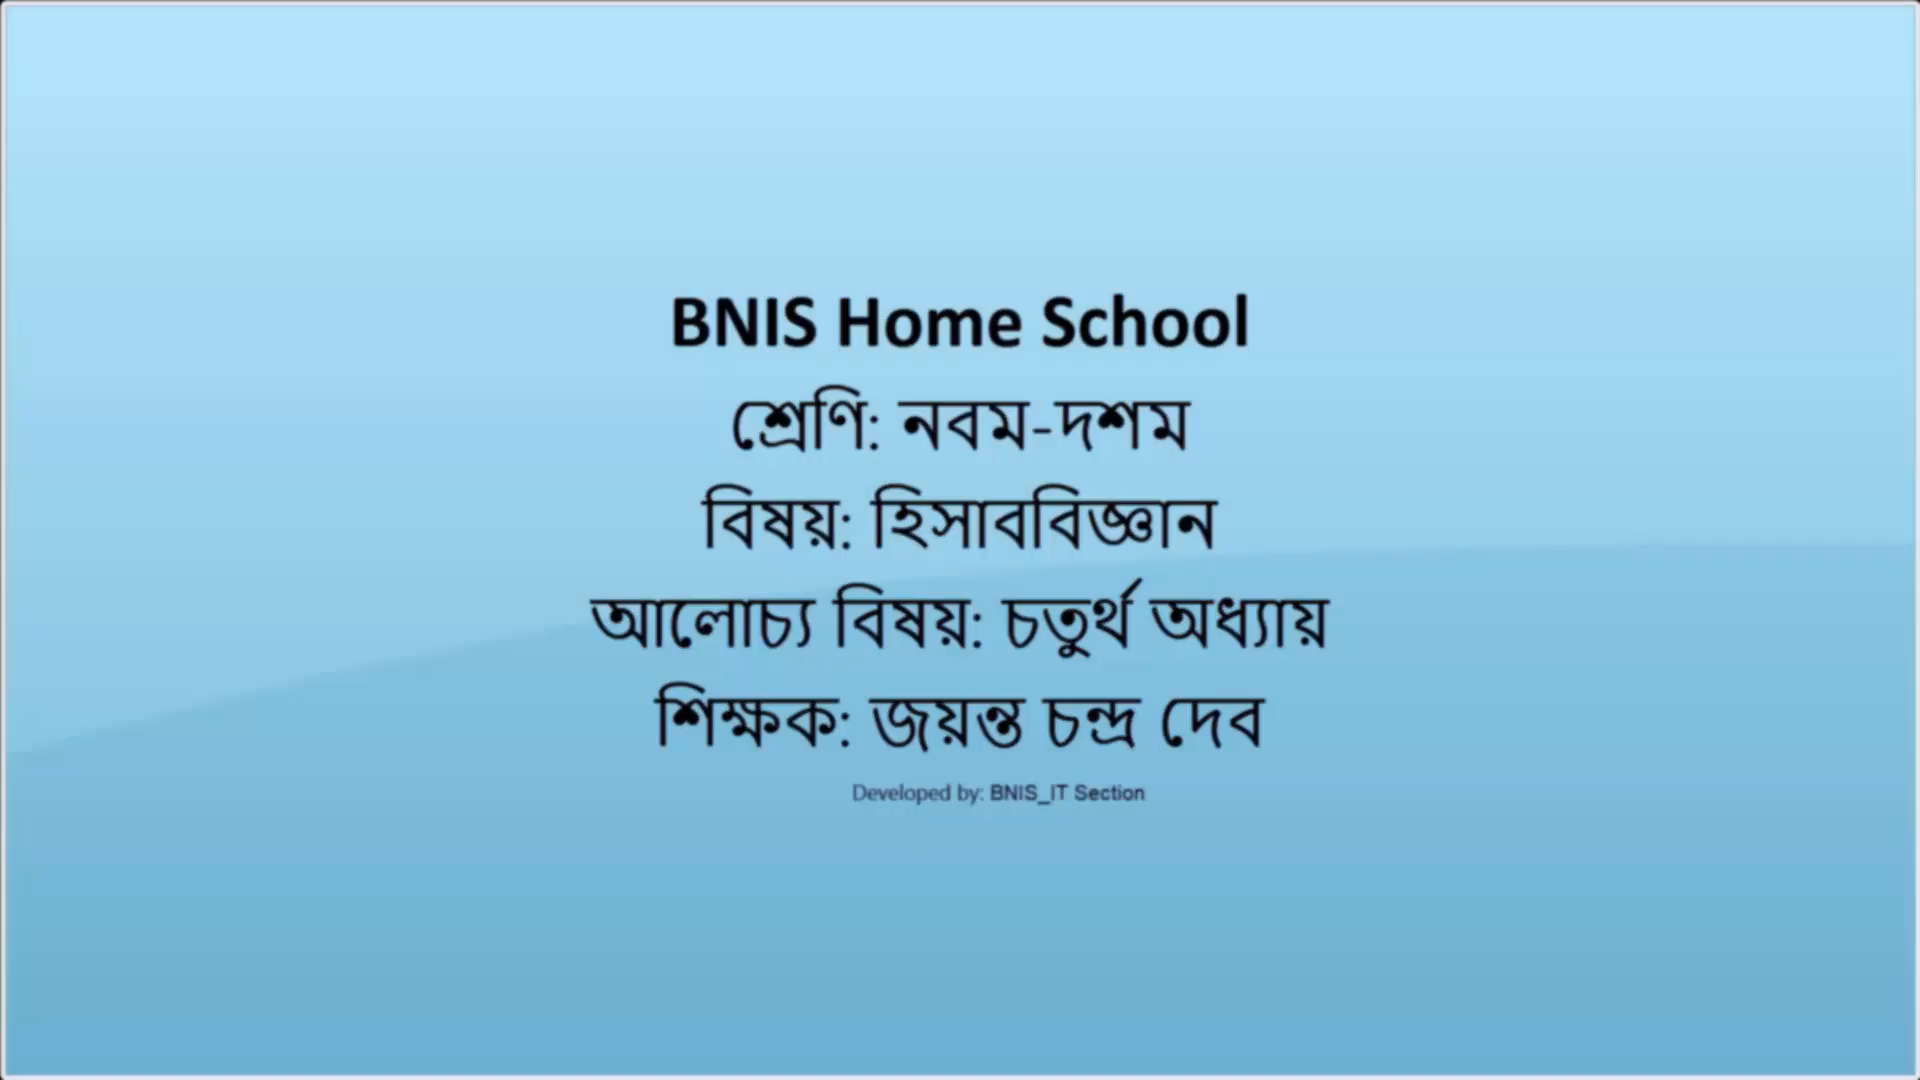 BNIS Home School
শ্রেণি: নবম-দশম
বিষয়: হিসাববিজ্ঞান
আলোচ্য বিষয়: চতুর্থ অধ্যায়
শিক্ষক: জয়ন্ত চন্দ্র দেব
Developed by: BNIS_IT Section